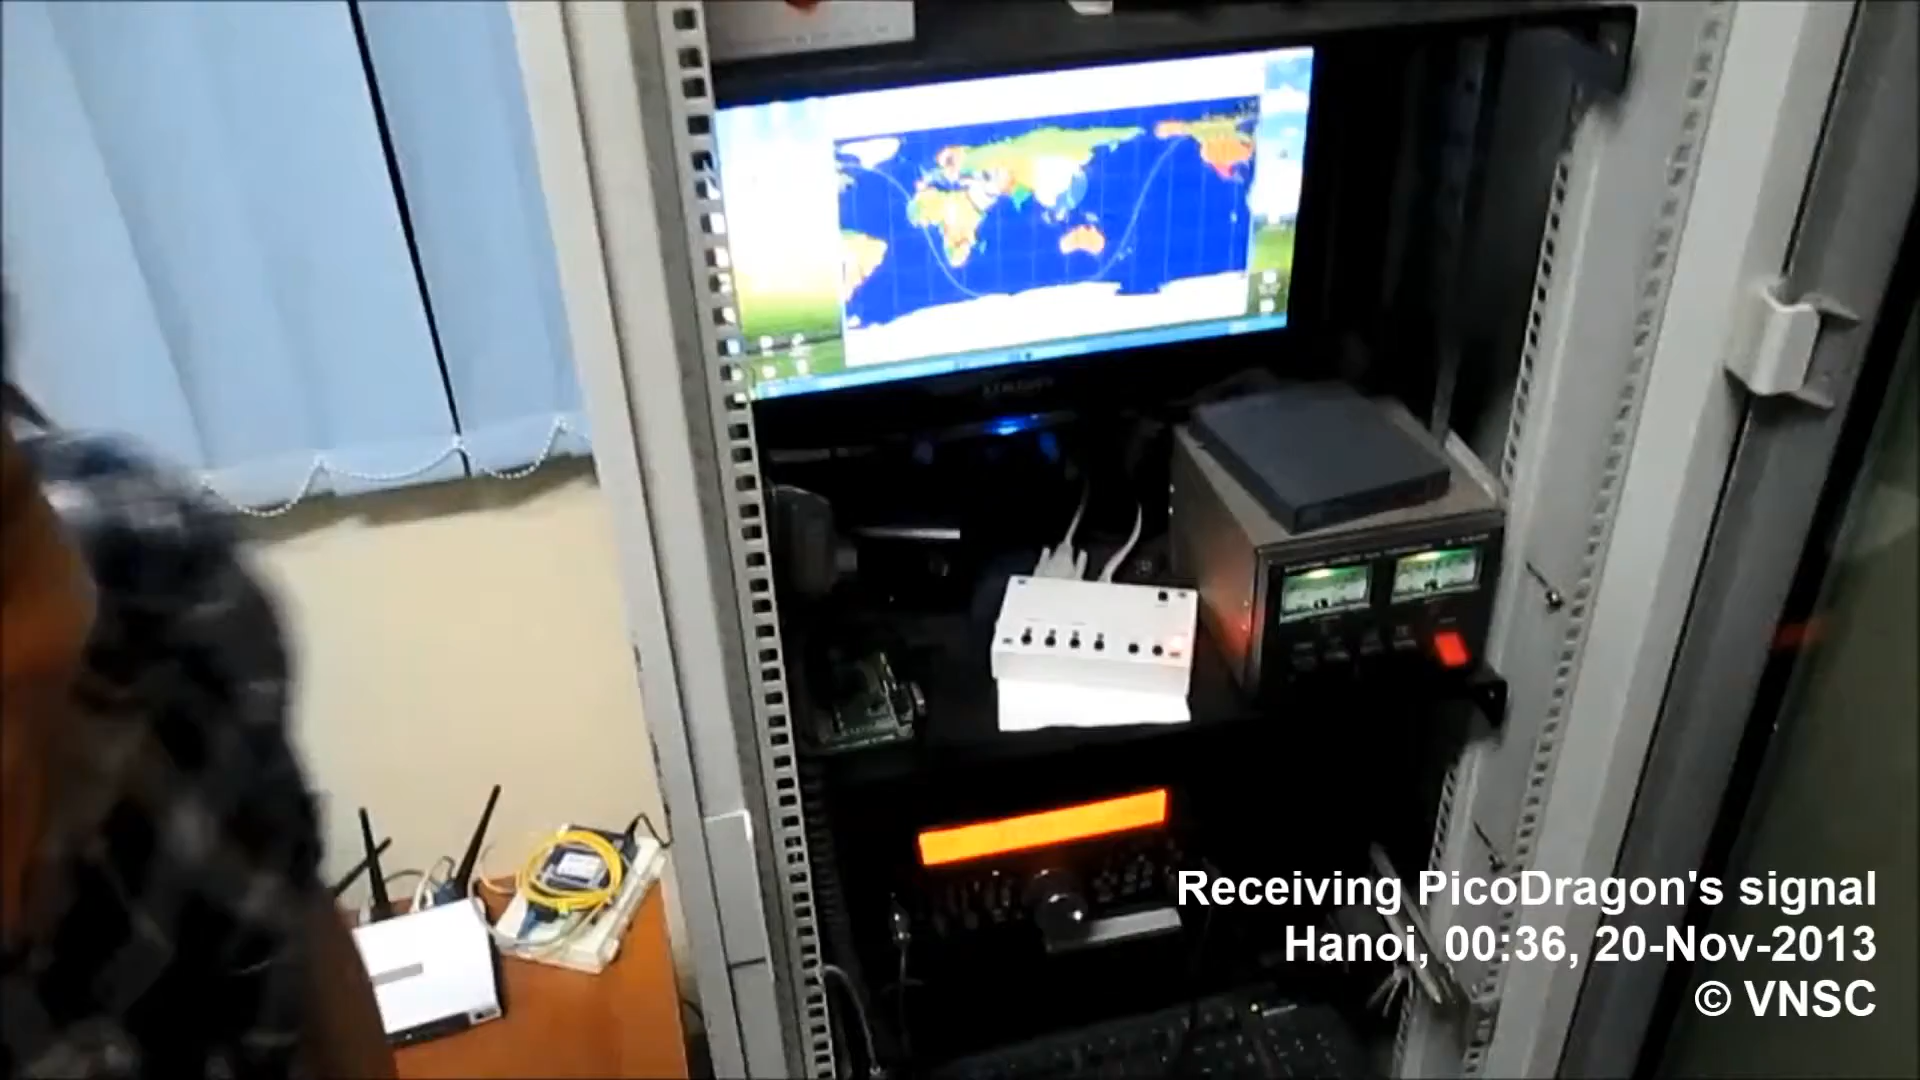 Receiving PicoDragon's signal
Hanoi, 00:36, 20-Nov-2013
© VNSC